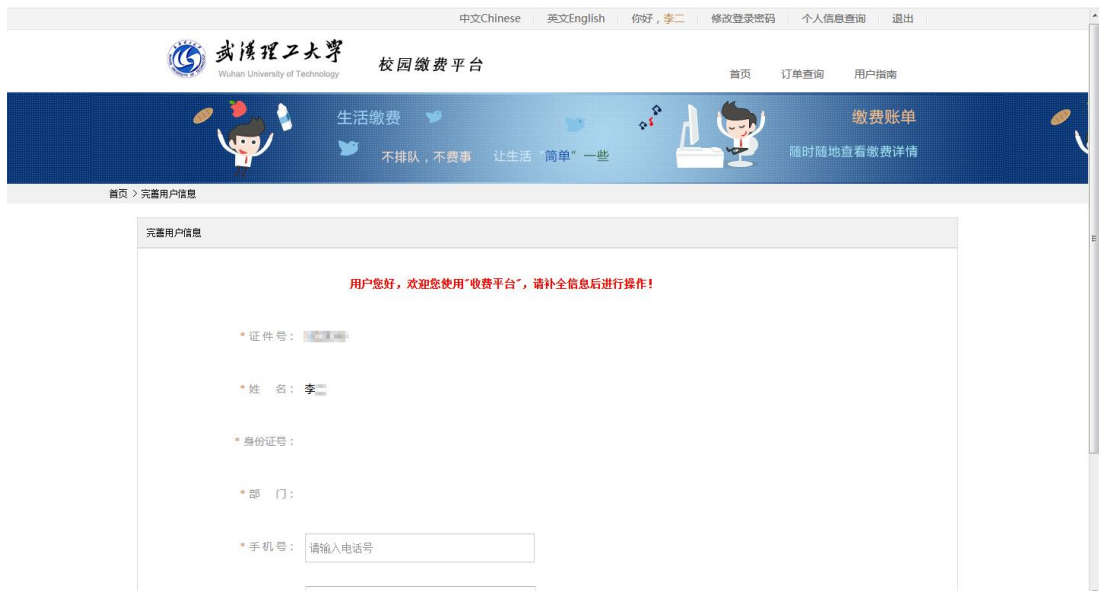 中文Chinese 英文English 你好，李二 修改登录密码 个人信息查询 退出
武汉理工大学
Wuhan University of Technology
校园缴费平台
首页 订单查询 用户指南
生活缴费
不排队，不费事 让生活"简单"一些
缴费账单
随时随地查看缴费详情
首页 > 完善用户信息
完善用户信息
用户您好，欢迎您使用"收费平台"，请补全信息后进行操作！
*证件号：
*姓 名： 李
*身份证号：
*部 门：
*手机号： 请输入电话号